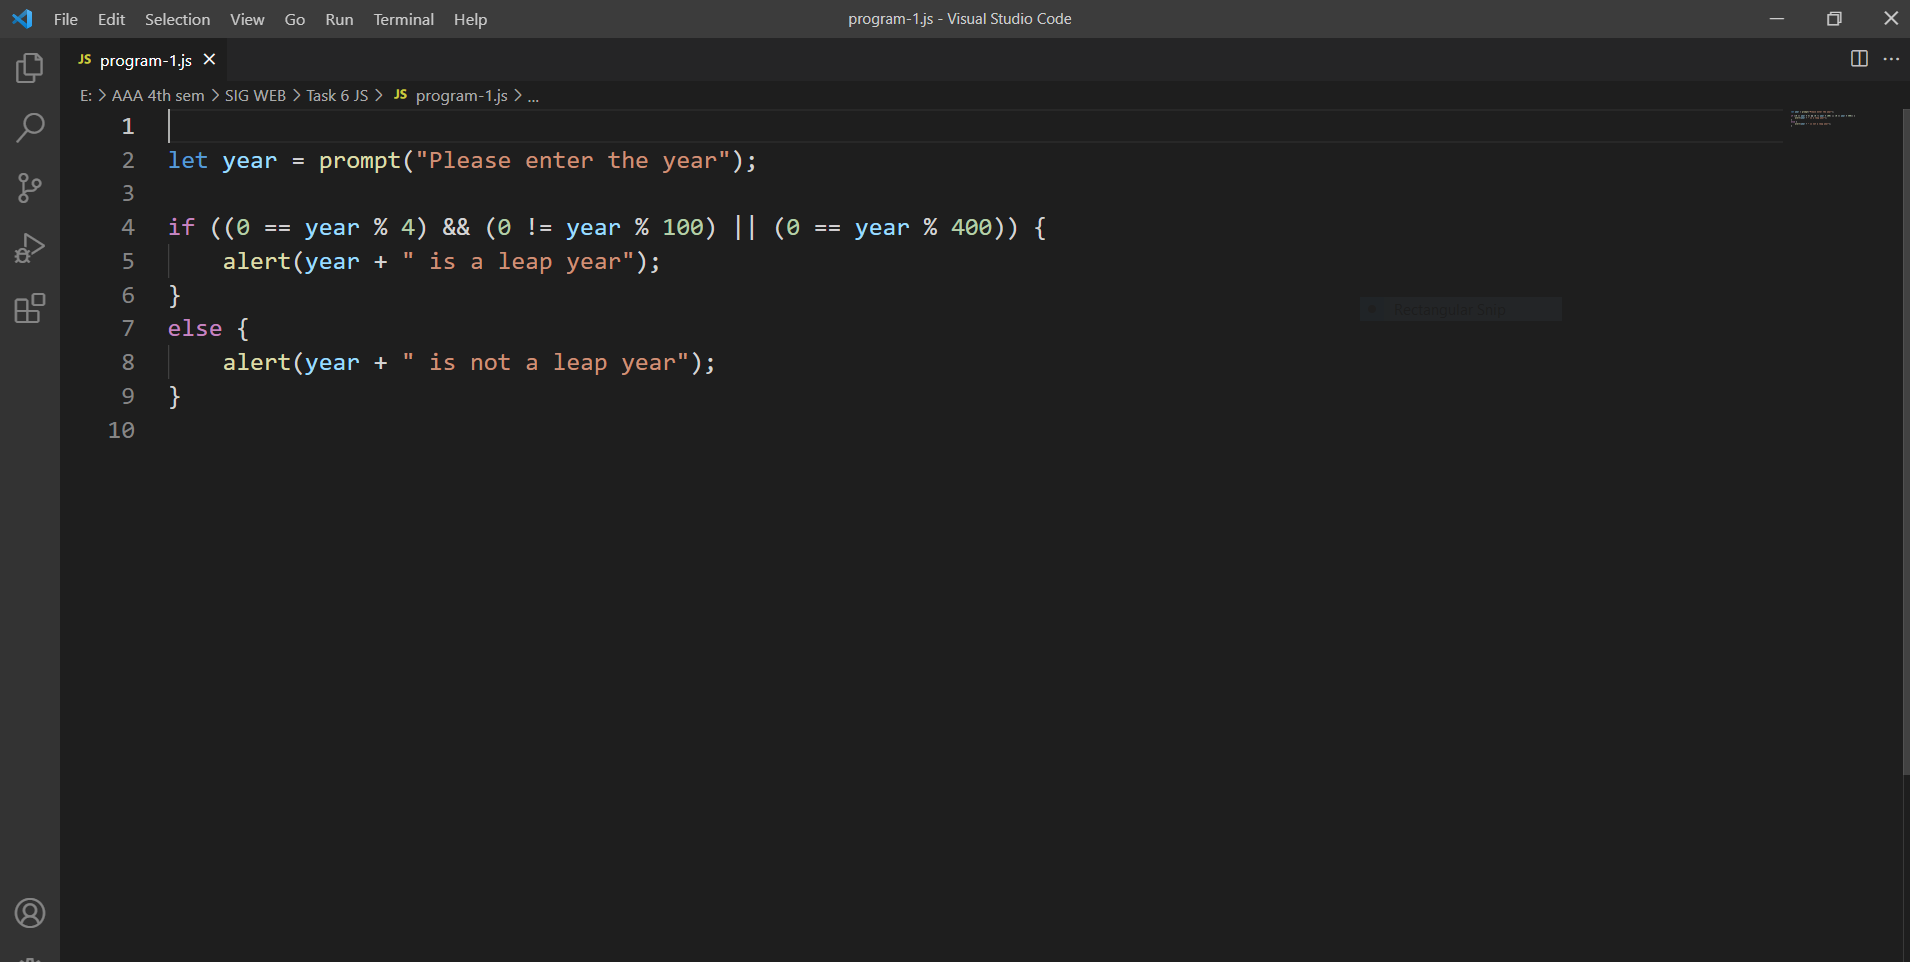 File Edit Selection View Go Run Terminal Help program-1.js - Visual Studio Code
JS program-1.js
E: > AAA 4th sem > SIG WEB > Task 6 JS > JS program-1.js > ...
1
2 let year = prompt("Please enter the year");
3
4 if ((0 == year % 4) && (0 != year % 100) || (0 == year % 400)) {
5     alert(year + " is a leap year");
6 }
Rectangular Snip
7 else {
8     alert(year + " is not a leap year");
9 }
10